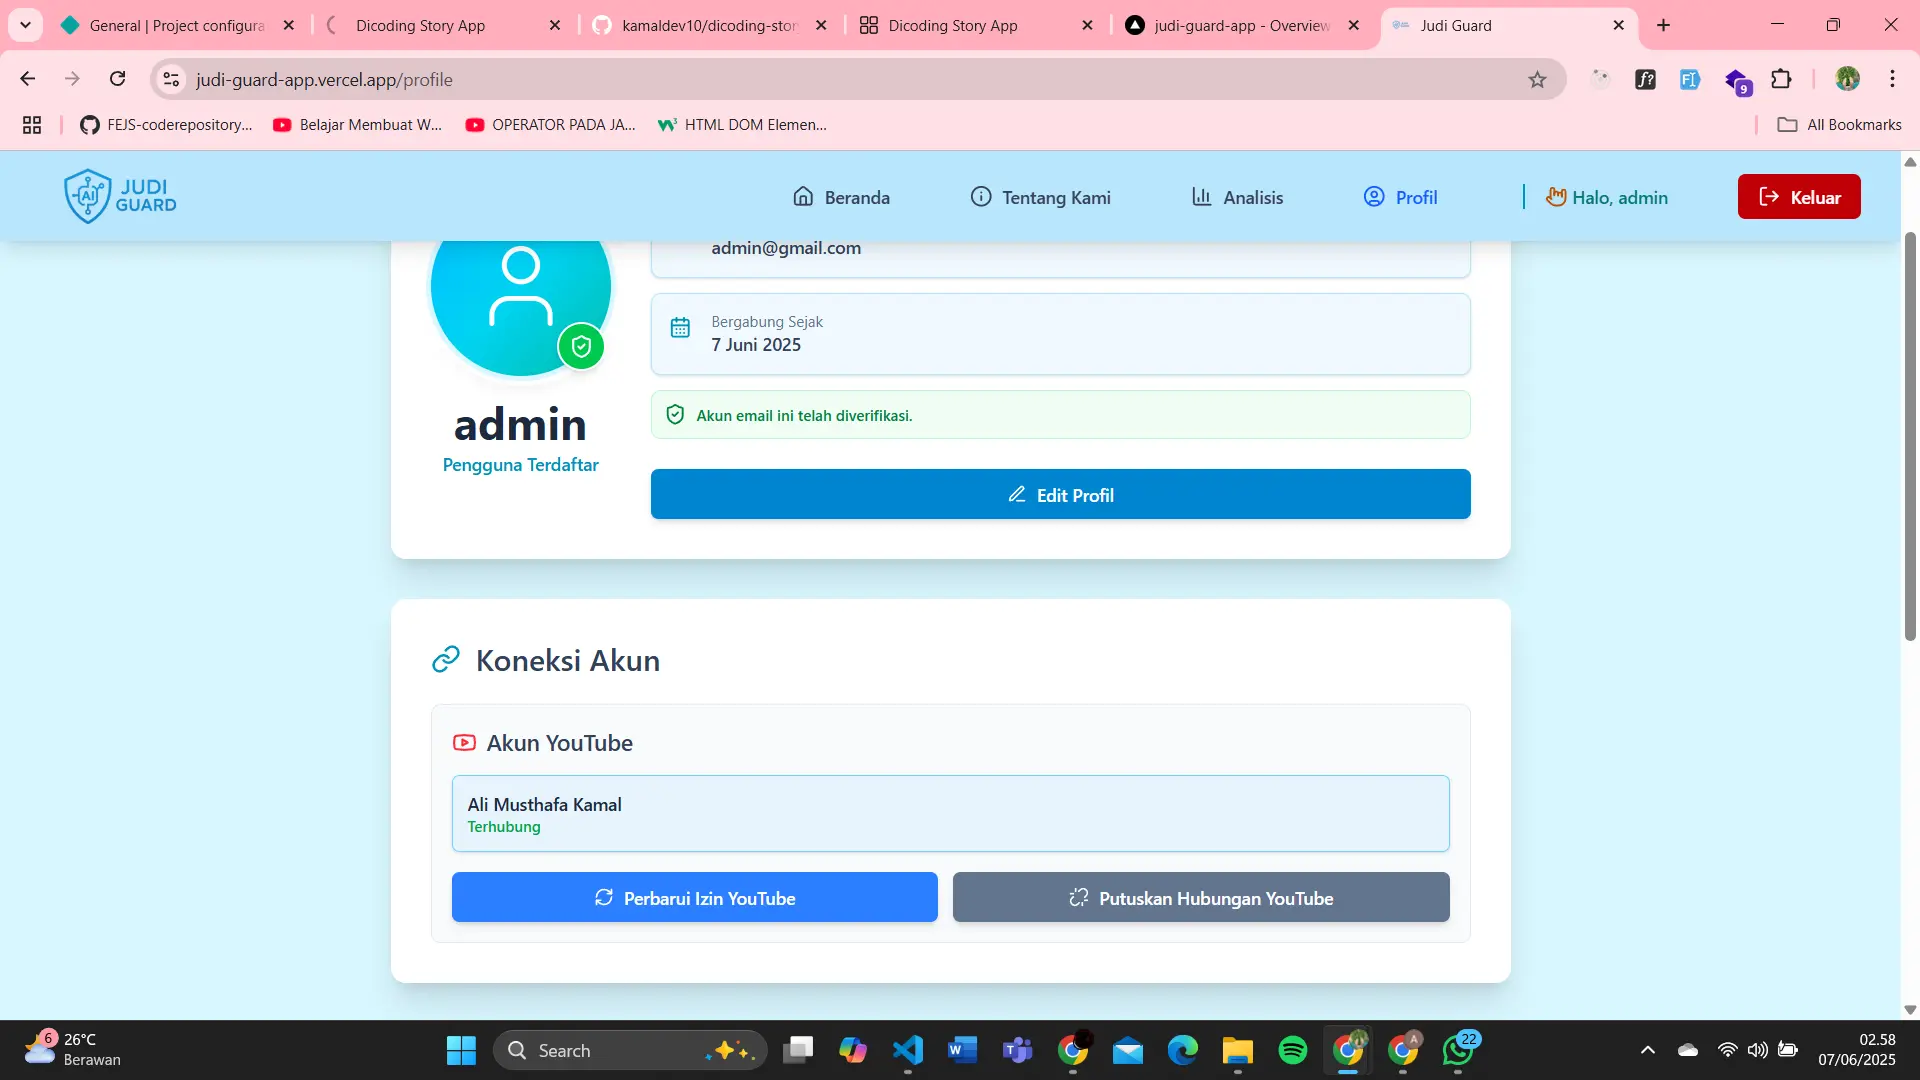 General | Project configura
Dicoding Story App
kamaldev10/dicoding-stor
Dicoding Story App
judi-guard-app - Overview
Judi Guard
judi-guard-app.vercel.app/profile
f?
9
FEJS-coderepository...
Belajar Membuat W...
OPERATOR PADA JA...
HTML DOM Elemen...
All Bookmarks
AI JUDI GUARD
Beranda
Tentang Kami
Analisis
Profil
Halo, admin
Keluar
admin@gmail.com
Bergabung Sejak
7 Juni 2025
Akun email ini telah diverifikasi.
admin
Pengguna Terdaftar
Edit Profil
Koneksi Akun
Akun YouTube
Ali Musthafa Kamal
Terhubung
Perbarui Izin YouTube
Putuskan Hubungan YouTube
6
26°C
Berawan
Search
A
22
02.58
07/06/2025